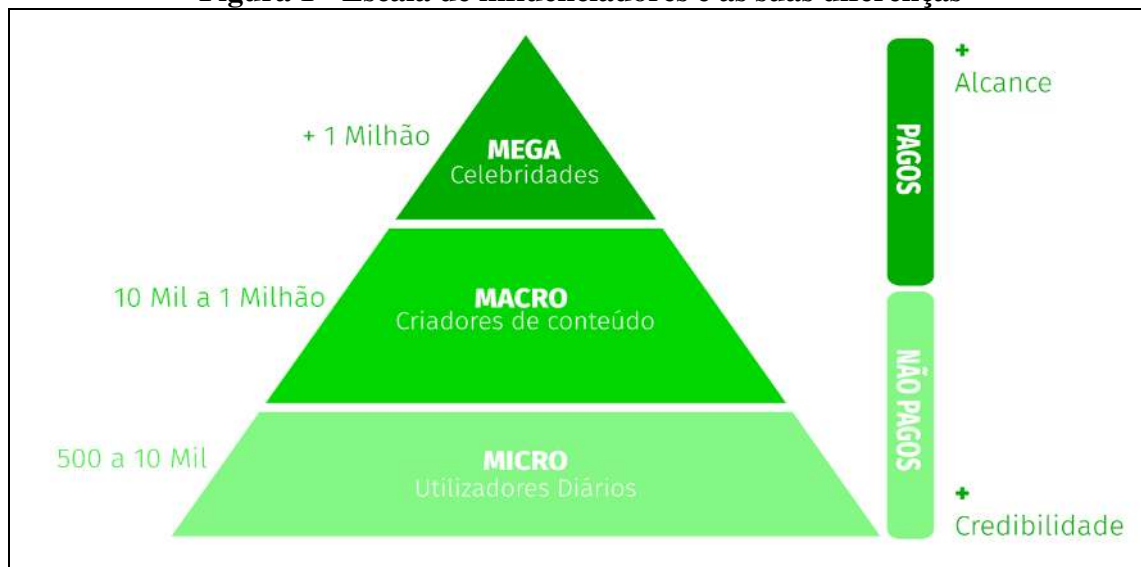 + 1 Milhão
MEGA
Celebridades
10 Mil a 1 Milhão
MACRO
Criadores de conteúdo
500 a 10 Mil
MICRO
Utilizadores Diários
+
Alcance
PAGOS
NÃO PAGOS
+
Credibilidade